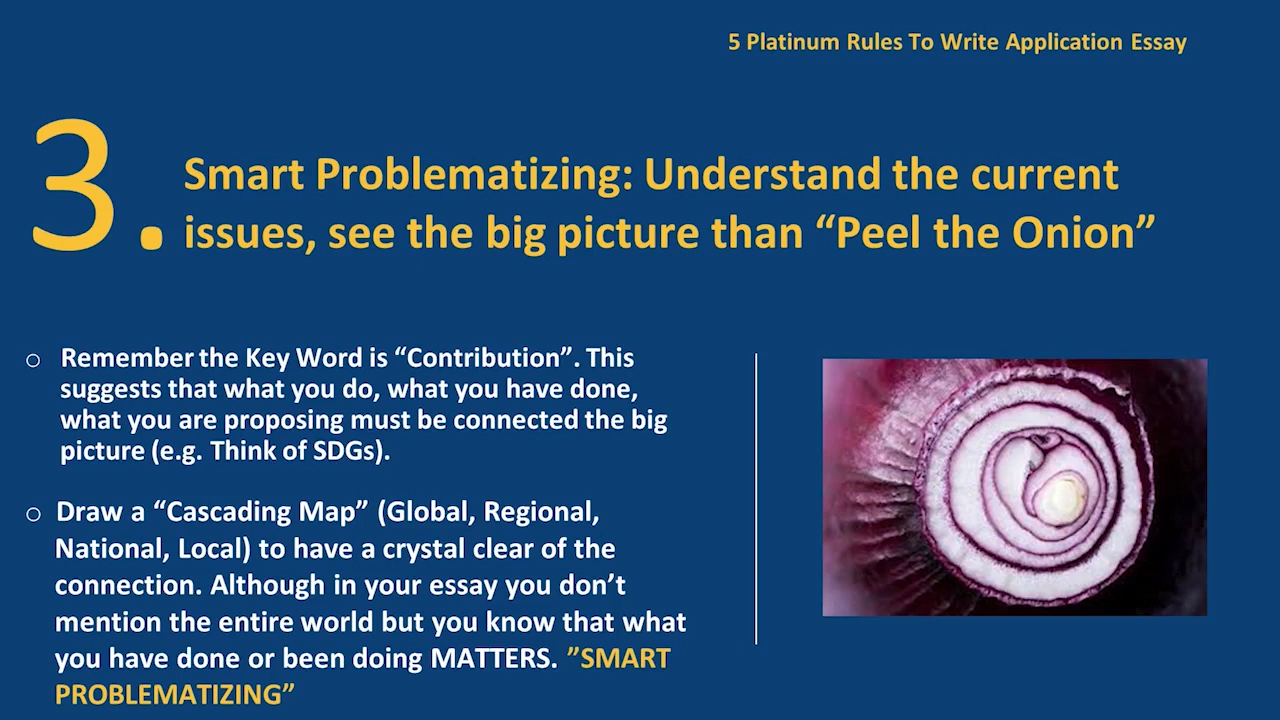 5 Platinum Rules To Write Application Essay
3.
Smart Problematizing: Understand the current
issues, see the big picture than “Peel the Onion”
o Remember the Key Word is “Contribution”. This
suggests that what you do, what you have done,
what you are proposing must be connected the big
picture (e.g. Think of SDGs).
o Draw a “Cascading Map” (Global, Regional,
National, Local) to have a crystal clear of the
connection. Although in your essay you don’t
mention the entire world but you know that what
you have done or been doing MATTERS. ”SMART
PROBLEMATIZING”